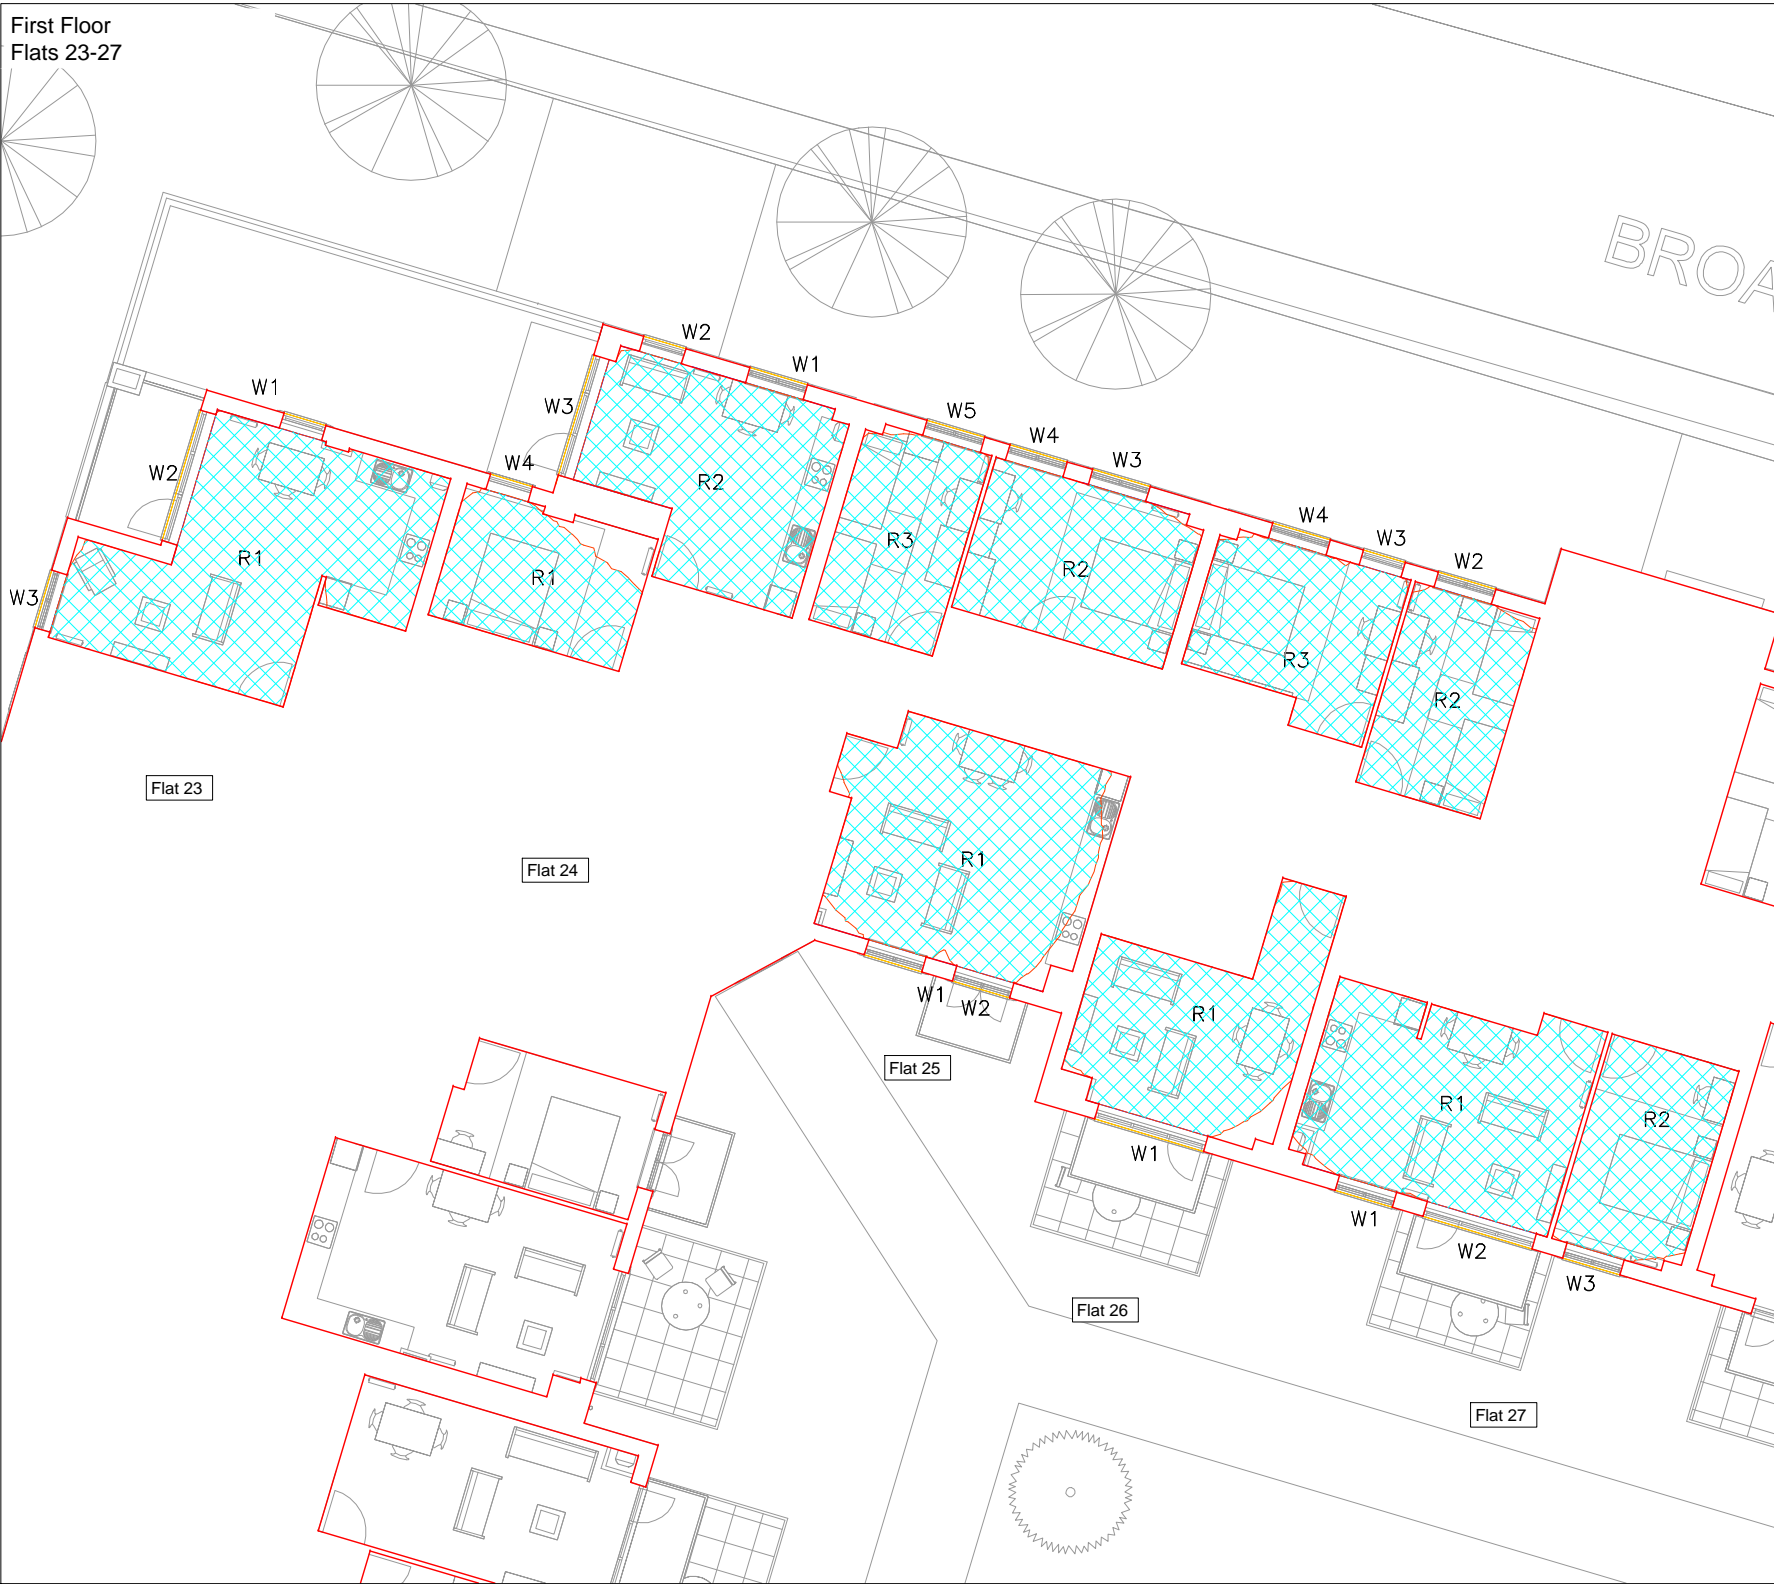 First Floor
Flats 23-27
BROA
W2
W1
W1
W3
W5
W4
W3
W2
W4
R2
W4
W3
W2
R1
R3
R2
R1
W3
R3
R2
Flat 23
Flat 24
R1
W1
W2
R1
Flat 25
R1
R2
W1
W1
W2
W3
Flat 26
Flat 27